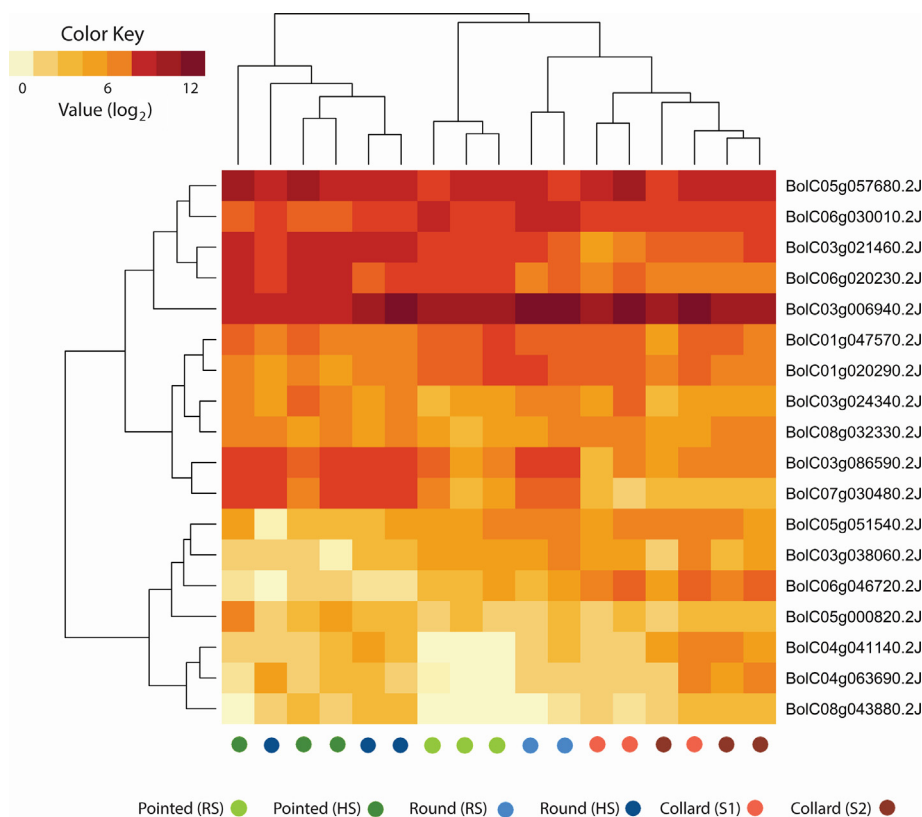 Color Key
0 6 12
Value (log2)
BolC05g057680.2J
BolC06g030010.2J
BolC03g021460.2J
BolC06g020230.2J
BolC03g006940.2J
BolC01g047570.2J
BolC01g020290.2J
BolC03g024340.2J
BolC08g032330.2J
BolC03g086590.2J
BolC07g030480.2J
BolC05g051540.2J
BolC03g038060.2J
BolC06g046720.2J
BolC05g000820.2J
BolC04g041140.2J
BolC04g063690.2J
BolC08g043880.2J
Pointed (RS) Pointed (HS) Round (RS) Round (HS) Collard (S1) Collard (S2)